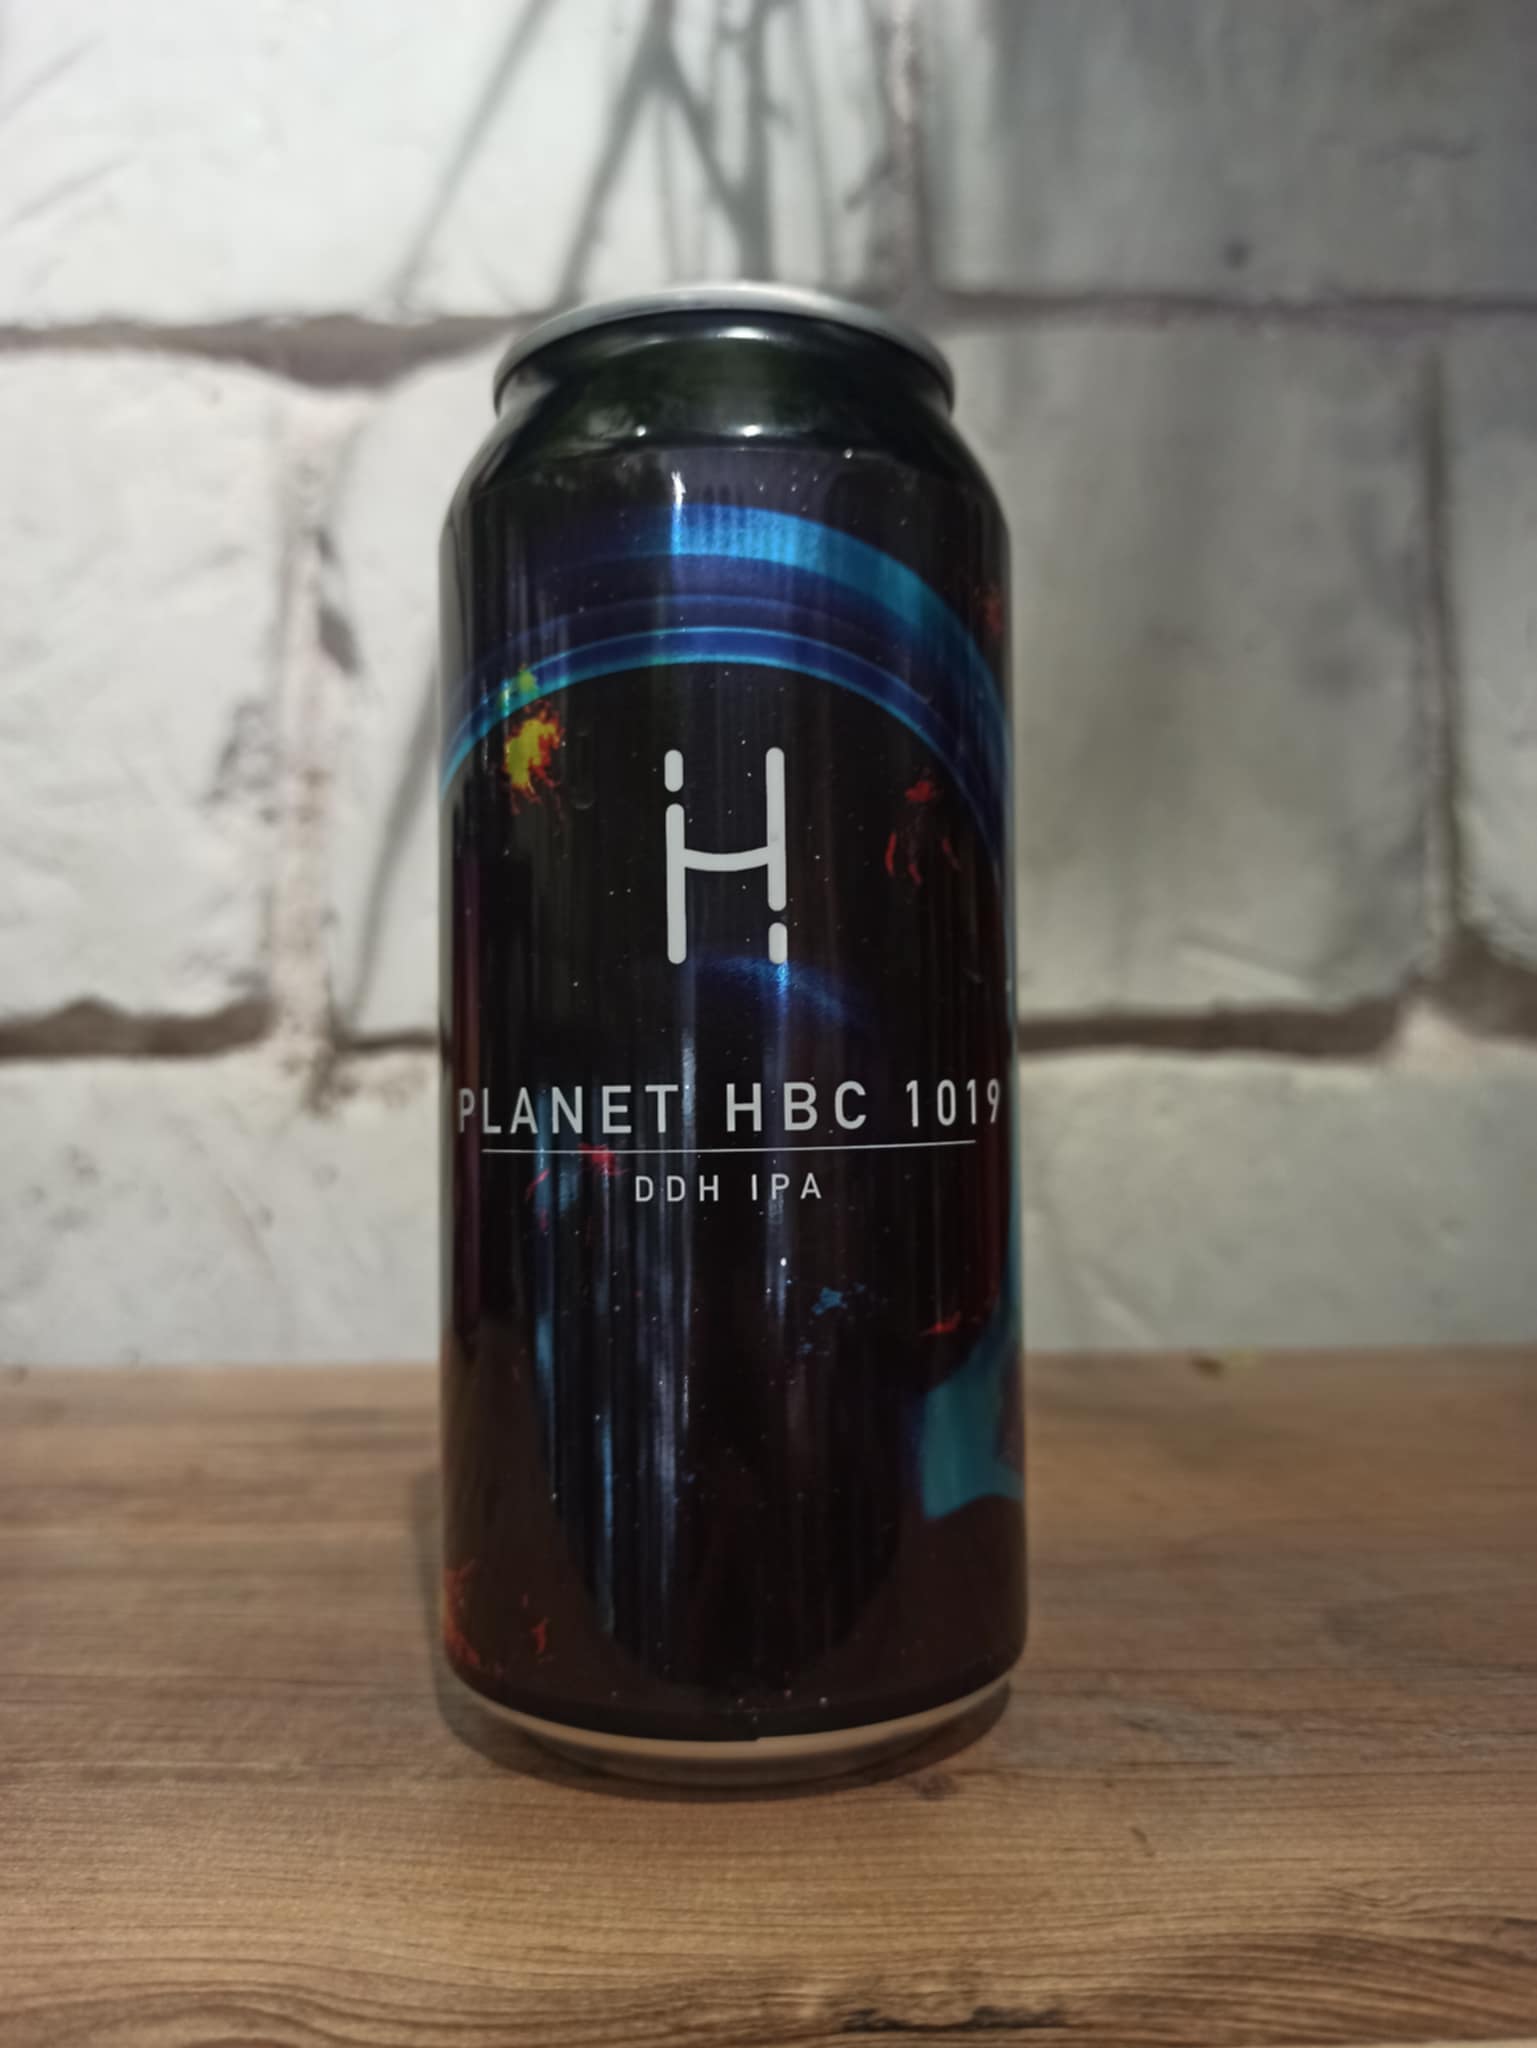 H
PLANET HBC 1019
DDH IPA